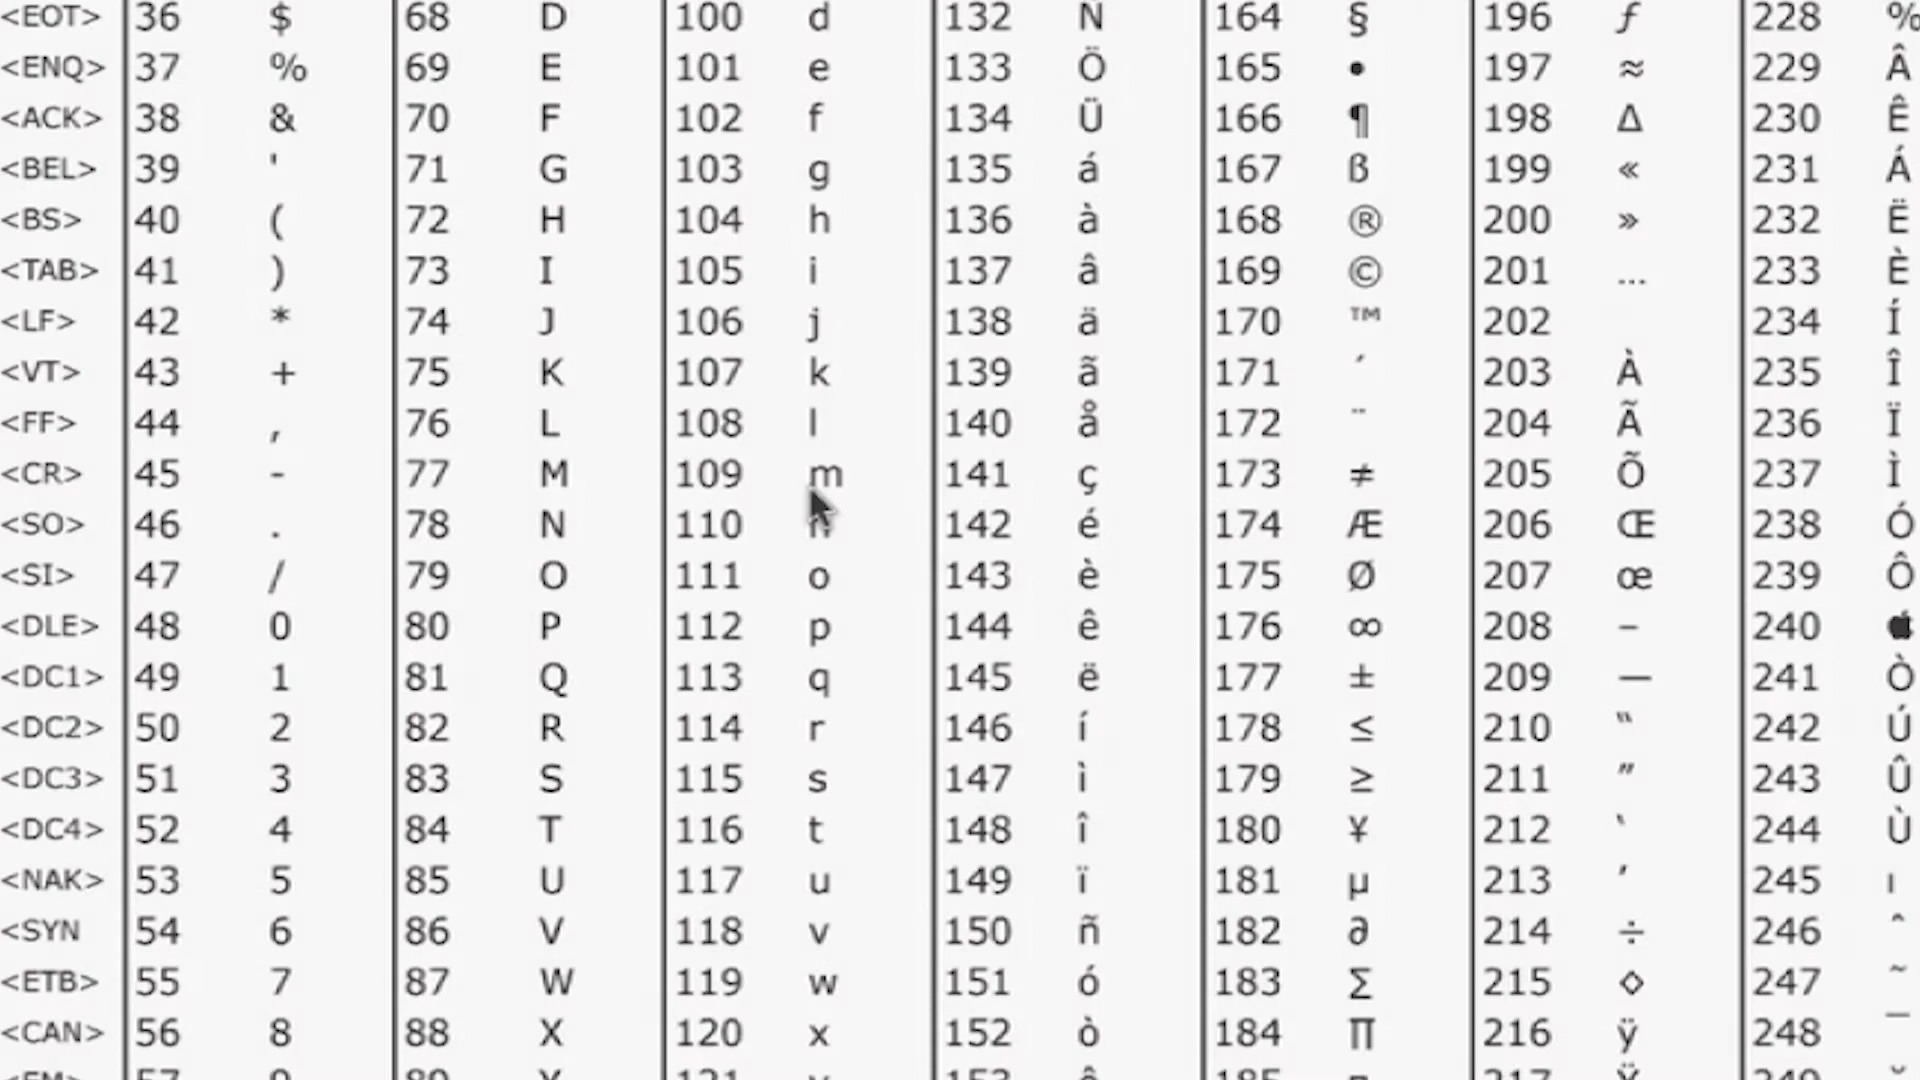 <EOT> 36 $ 68 D 100 d 132 Ñ 164 § 196 ƒ 228 ‰
<ENQ> 37 % 69 E 101 e 133 Ö 165 • 197 ≈ 229 Â
<ACK> 38 & 70 F 102 f 134 Ü 166 ¶ 198 ∆ 230 Ê
<BEL> 39 ' 71 G 103 g 135 á 167 ß 199 « 231 Á
<BS> 40 ( 72 H 104 h 136 à 168 ® 200 » 232 Ë
<TAB> 41 ) 73 I 105 i 137 â 169 © 201 … 233 È
<LF> 42 * 74 J 106 j 138 ä 170 ™ 202 234 Í
<VT> 43 + 75 K 107 k 139 ã 171 ´ 203 À 235 Î
<FF> 44 , 76 L 108 l 140 å 172 ¨ 204 Ã 236 Ï
<CR> 45 - 77 M 109 m 141 ç 173 ≠ 205 Õ 237 Ì
<SO> 46 . 78 N 110 n 142 é 174 Æ 206 Œ 238 Ó
<SI> 47 / 79 O 111 o 143 è 175 Ø 207 œ 239 Ô
<DLE> 48 0 80 P 112 p 144 ê 176 ∞ 208 – 240
<DC1> 49 1 81 Q 113 q 145 ë 177 ± 209 — 241 Ò
<DC2> 50 2 82 R 114 r 146 í 178 ≤ 210 “ 242 Ú
<DC3> 51 3 83 S 115 s 147 ì 179 ≥ 211 ” 243 Û
<DC4> 52 4 84 T 116 t 148 î 180 ¥ 212 ‘ 244 Ù
<NAK> 53 5 85 U 117 u 149 ï 181 µ 213 ’ 245 ı
<SYN 54 6 86 V 118 v 150 ñ 182 ∂ 214 ÷ 246 ˆ
<ETB> 55 7 87 W 119 w 151 ó 183 ∑ 215 ◊ 247 ˜
<CAN> 56 8 88 X 120 x 152 ò 184 ∏ 216 ÿ 248 ¯
<EM> 57 9 89 Y 121 y 153 ô 185 π 217 Ÿ 249 ˘